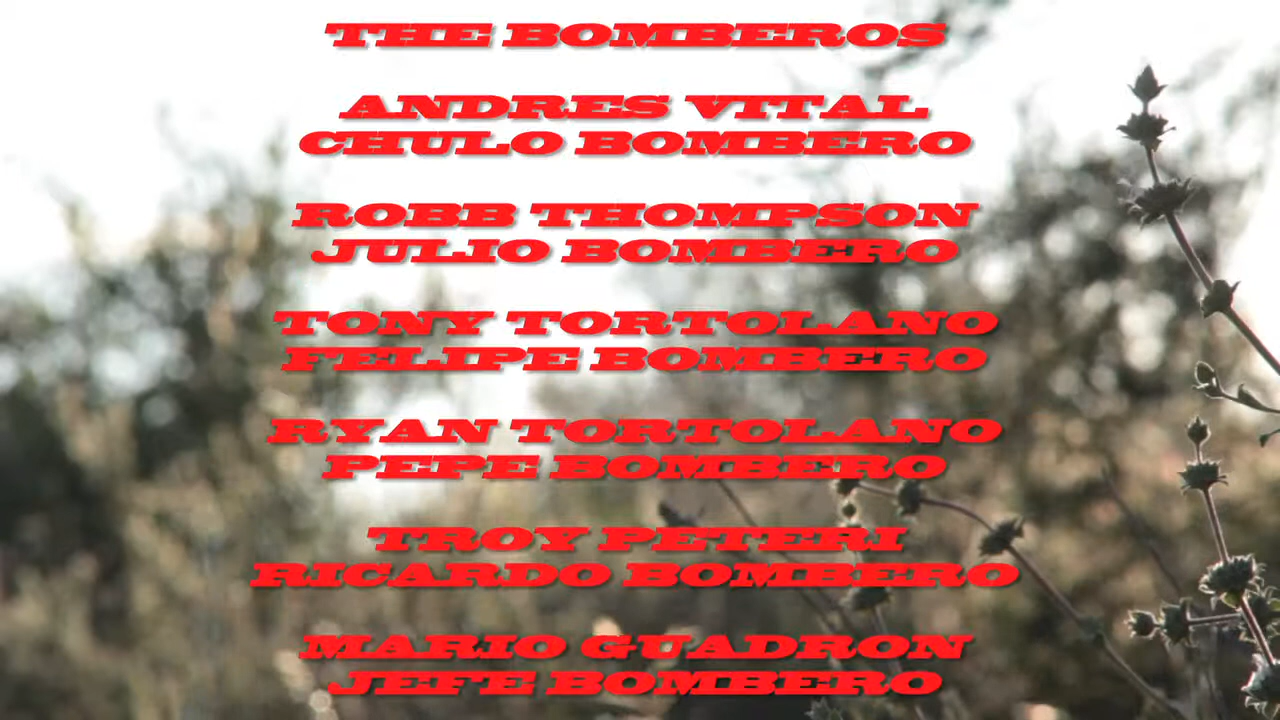 THE BOMBEROS
ANDRES VITAL
CHULO BOMBERO
ROBB THOMPSON
JULIO BOMBERO
TONY TORTOLANO
FELIPE BOMBERO
RYAN TORTOLANO
PEPE BOMBERO
TROY PETERI
RICARDO BOMBERO
MARIO GUADRON
JEFE BOMBERO